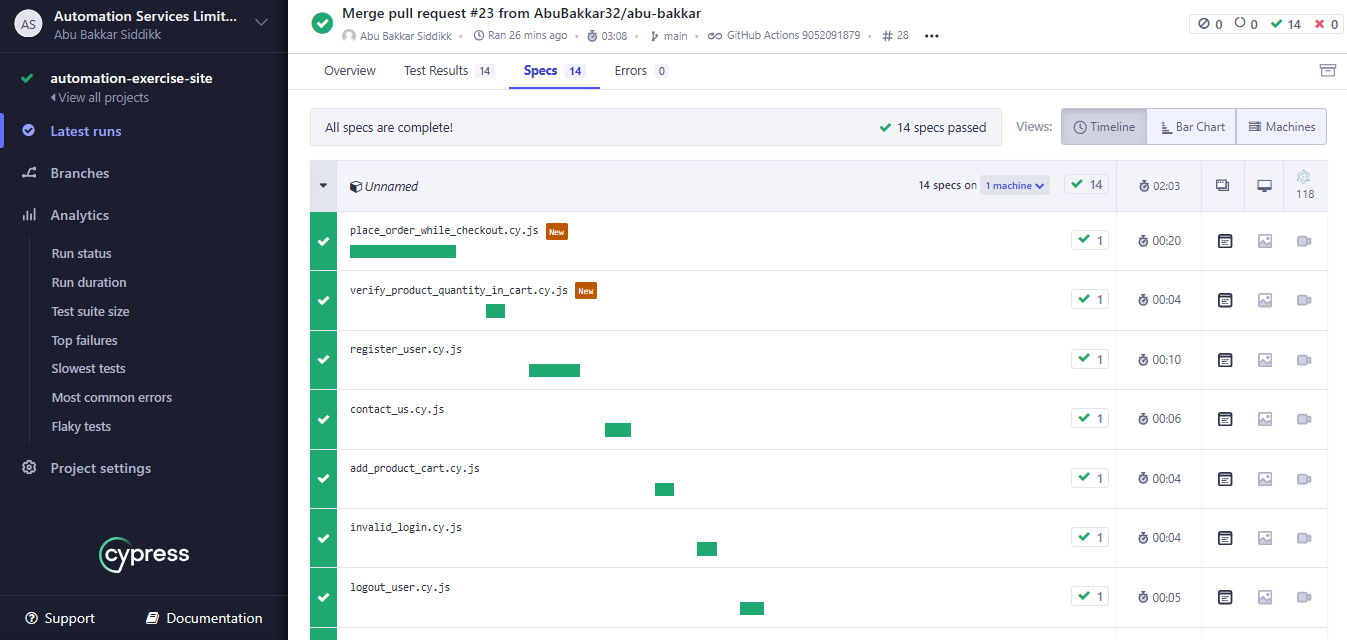 AS
Automation Services Limit...
Abu Bakkar Siddikk
automation-exercise-site
View all projects
Latest runs
Branches
Analytics
Run status
Run duration
Test suite size
Top failures
Slowest tests
Most common errors
Flaky tests
Project settings
cypress
Support
Documentation
Merge pull request #23 from AbuBakkar32/abu-bakkar
Abu Bakkar Siddikk • Ran 26 mins ago • 03:08 • main • GitHub Actions 9052091879 • # 28 •••
0 0 14 0
Overview Test Results 14 Specs 14 Errors 0
All specs are complete! 14 specs passed
Views: Timeline Bar Chart Machines
Unnamed 14 specs on 1 machine 14 02:03 118
place_order_while_checkout.cy.js New 1 00:20
verify_product_quantity_in_cart.cy.js New 1 00:04
register_user.cy.js 1 00:10
contact_us.cy.js 1 00:06
add_product_cart.cy.js 1 00:04
invalid_login.cy.js 1 00:04
logout_user.cy.js 1 00:05